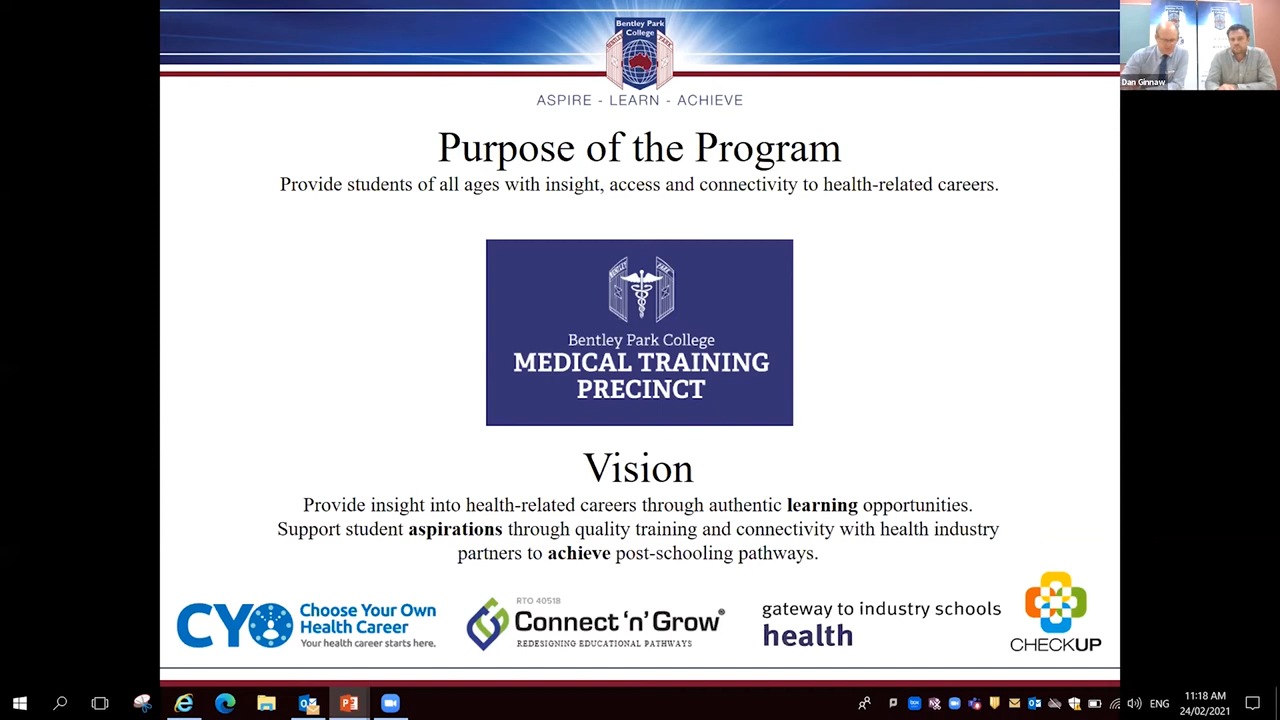 Bentley Park
College
ASPIRE - LEARN - ACHIEVE
Dan Ginnaw
Purpose of the Program
Provide students of all ages with insight, access and connectivity to health-related careers.
BENTLEY PARK
Bentley Park College
MEDICAL TRAINING
PRECINCT
Vision
Provide insight into health-related careers through authentic learning opportunities.
Support student aspirations through quality training and connectivity with health industry
partners to achieve post-schooling pathways.
CYO Choose Your Own
Health Career
Your health career starts here.
RTO 40518
Connect 'n' Grow®
REDESIGNING EDUCATIONAL PATHWAYS
gateway to industry schools
health
CHECKUP
ENG
11:18 AM
24/02/2021